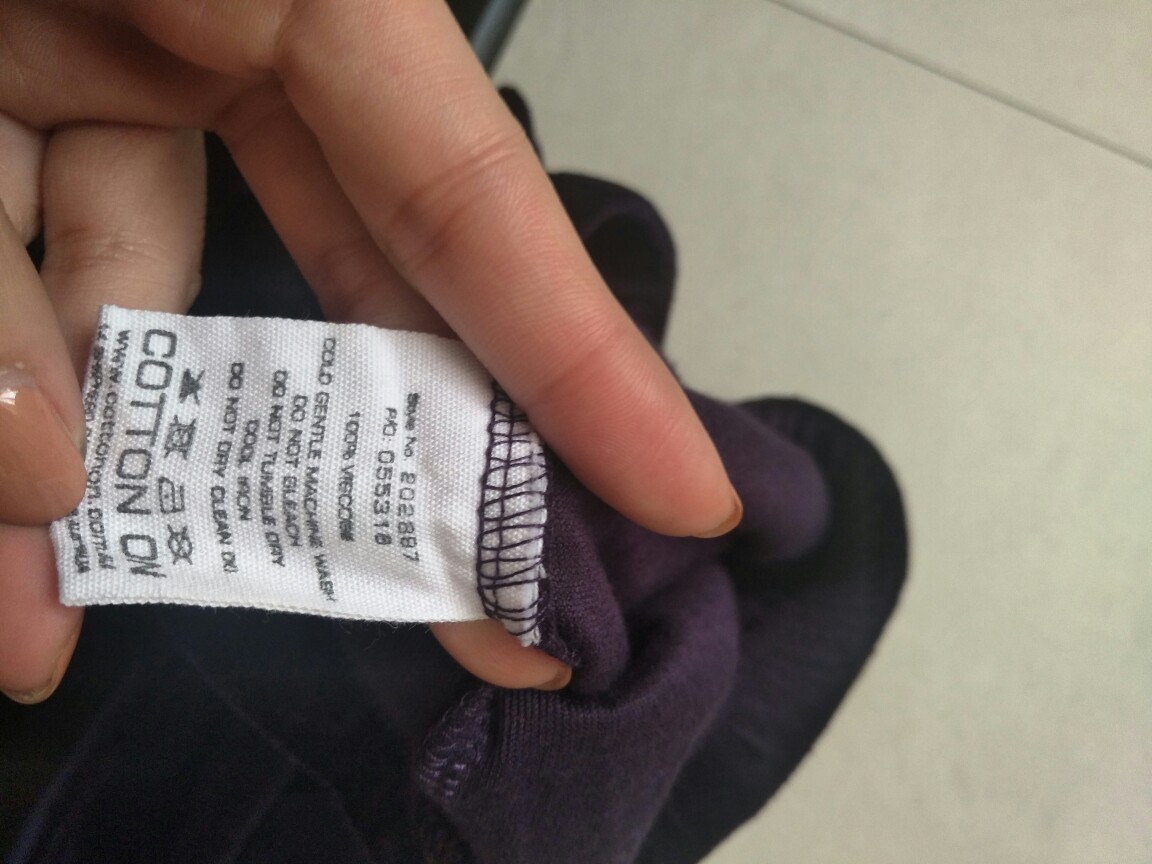 Style No 202887
P/O 055318
100% VISCOSE
COLD GENTLE MACHINE WASH
DO NOT BLEACH
DO NOT TUMBLE DRY
COOL IRON
DO NOT DRY CLEAN
COTTON ON